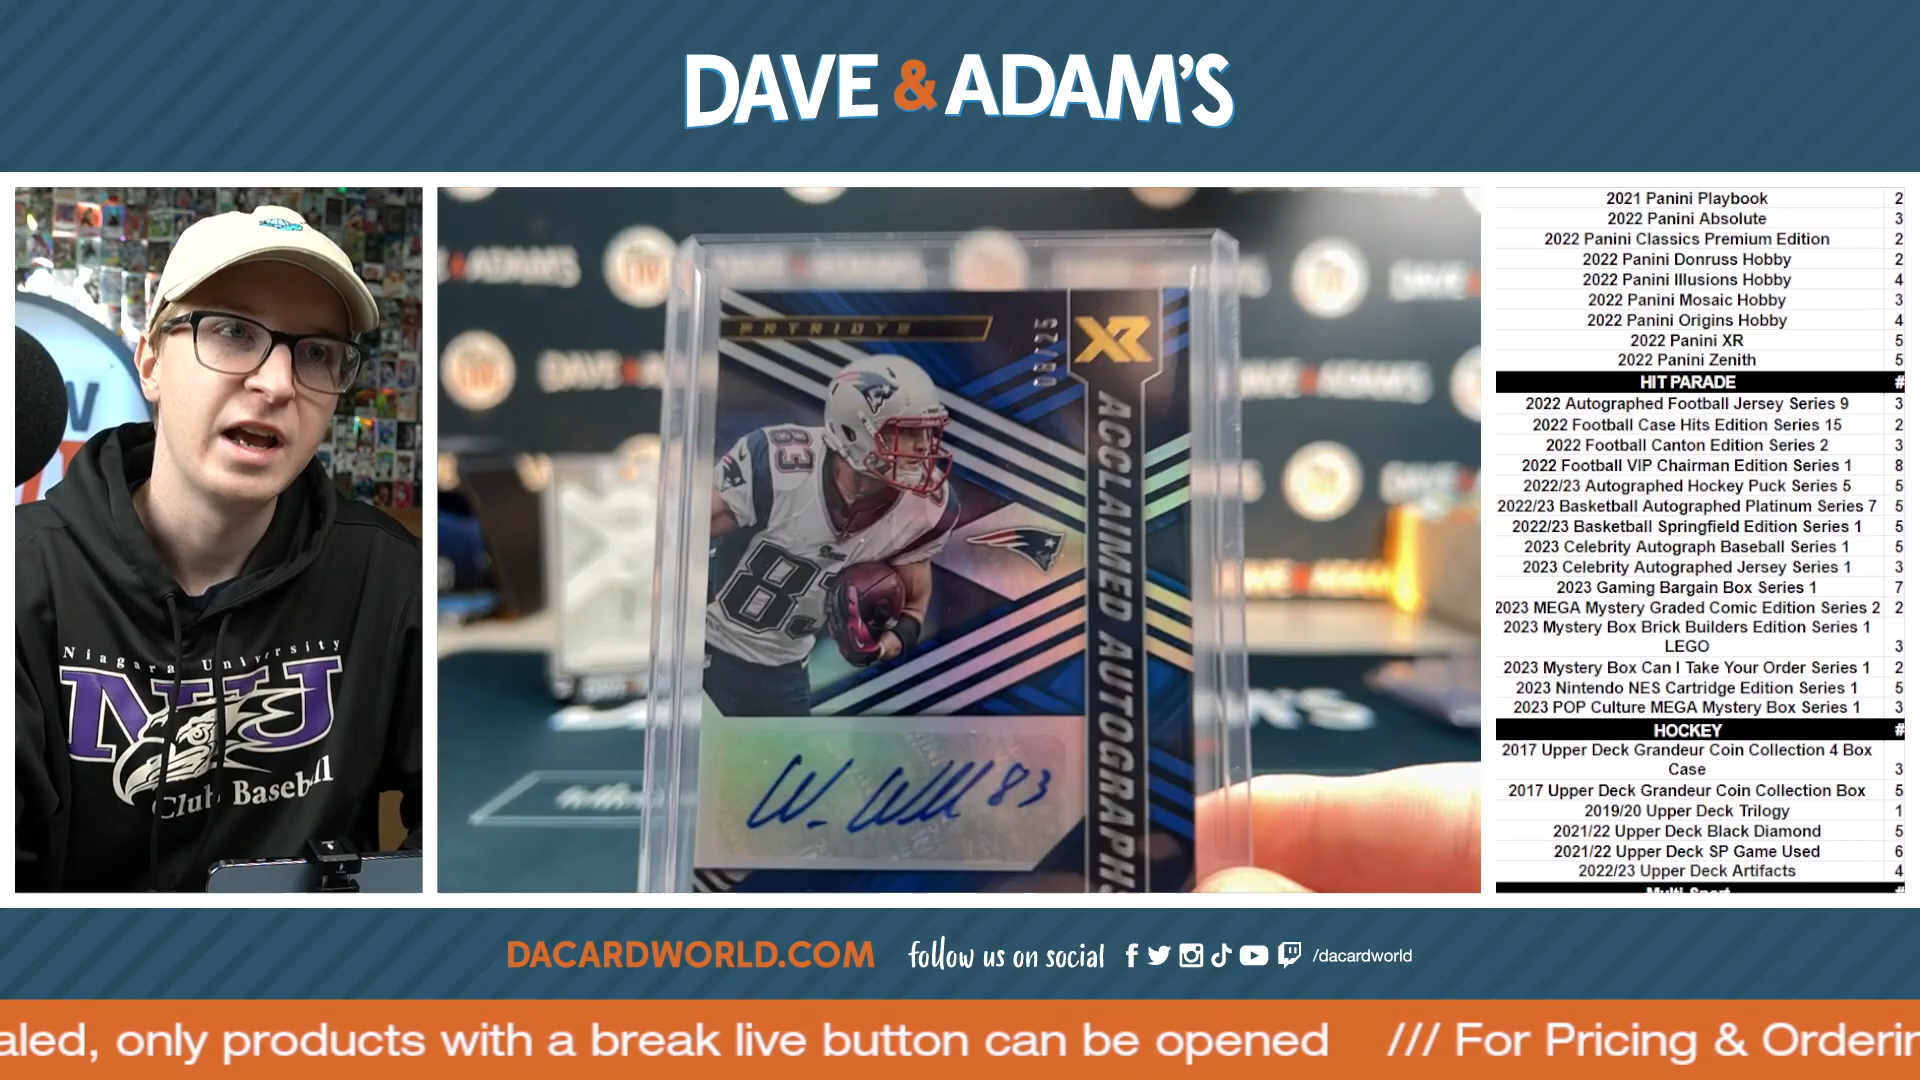 DAVE & ADAM'S
Niagara University
NU
Club Baseball
PATRIOTS
08/25
XR
ACCLAIMED AUTOGRAPHS
83
83
W. W 83
2021 Panini Playbook 2
2022 Panini Absolute 3
2022 Panini Classics Premium Edition 2
2022 Panini Donruss Hobby 2
2022 Panini Illusions Hobby 4
2022 Panini Mosaic Hobby 3
2022 Panini Origins Hobby 4
2022 Panini XR 5
2022 Panini Zenith 5
HIT PARADE #
2022 Autographed Football Jersey Series 9 3
2022 Football Case Hits Edition Series 15 2
2022 Football Canton Edition Series 2 3
2022 Football VIP Chairman Edition Series 1 8
2022/23 Autographed Hockey Puck Series 5 5
2022/23 Basketball Autographed Platinum Series 7 5
2022/23 Basketball Springfield Edition Series 1 5
2023 Celebrity Autograph Baseball Series 1 5
2023 Celebrity Autographed Jersey Series 1 3
2023 Gaming Bargain Box Series 1 7
2023 MEGA Mystery Graded Comic Edition Series 2 2
2023 Mystery Box Brick Builders Edition Series 1
LEGO 3
2023 Mystery Box Can I Take Your Order Series 1 2
2023 Nintendo NES Cartridge Edition Series 1 5
2023 POP Culture MEGA Mystery Box Series 1 3
HOCKEY #
2017 Upper Deck Grandeur Coin Collection 4 Box
Case 3
2017 Upper Deck Grandeur Coin Collection Box 5
2019/20 Upper Deck Trilogy 1
2021/22 Upper Deck Black Diamond 5
2021/22 Upper Deck SP Game Used 6
2022/23 Upper Deck Artifacts 4
Multi-Sport #
DACARDWORLD.COM follow us on social /dacardworld
aled, only products with a break live button can be opened /// For Pricing & Orderin